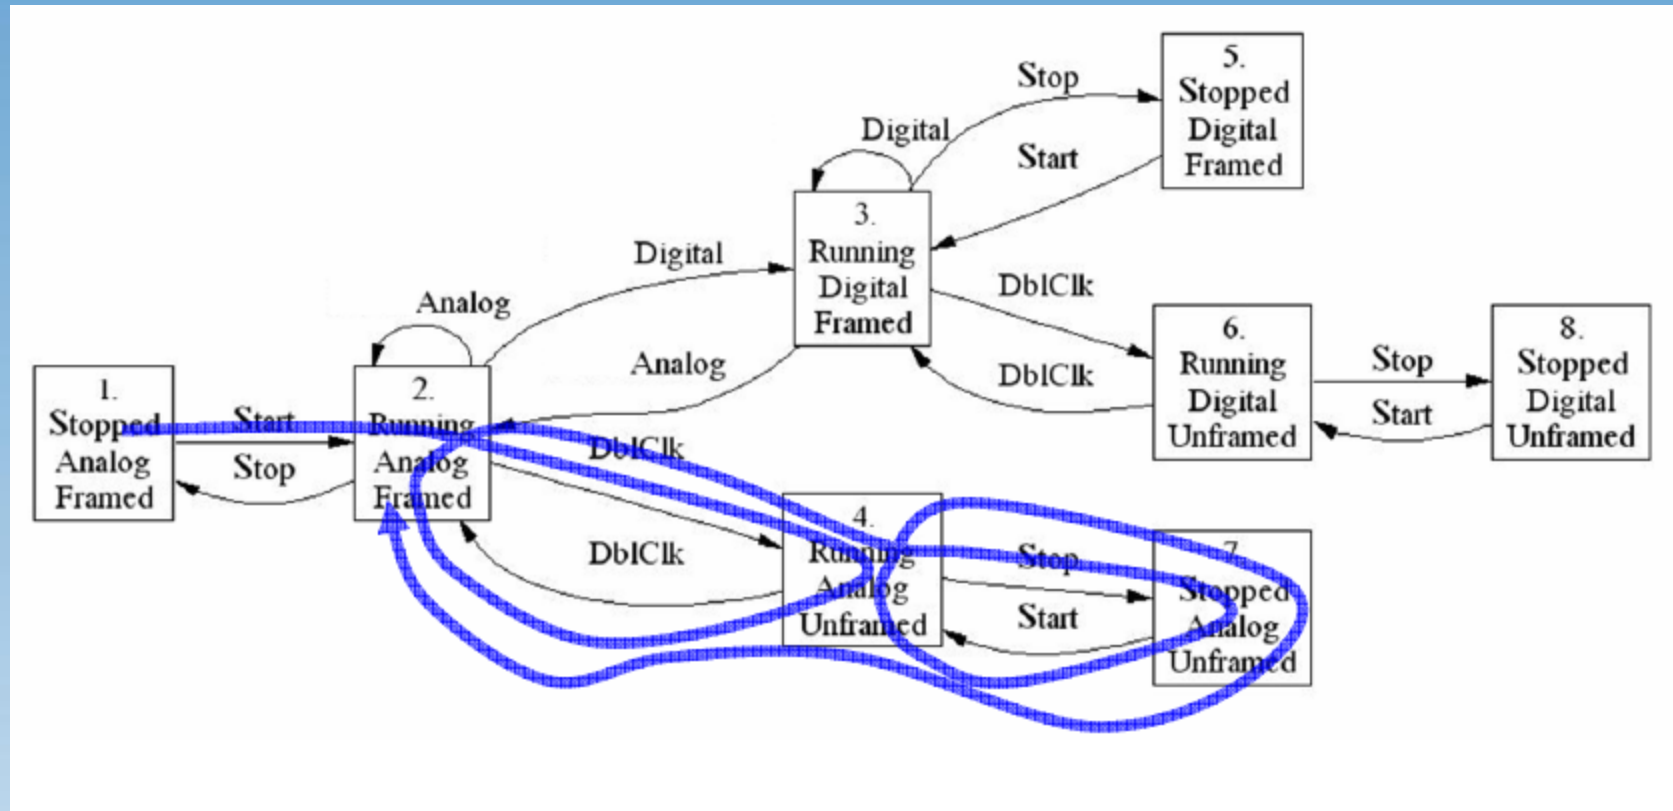 5.
Stopped
Digital
Framed
Stop
Start
Digital
3.
Running
Digital
Framed
Digital
Analog
Analog
DblClk
DblClk
6.
Running
Digital
Unframed
Stop
Start
8.
Stopped
Digital
Unframed
1.
Stopped
Analog
Framed
Start
Stop
2.
Running
Analog
Framed
DblClk
DblClk
4.
Running
Analog
Unframed
Stop
Start
7.
Stopped
Analog
Unframed